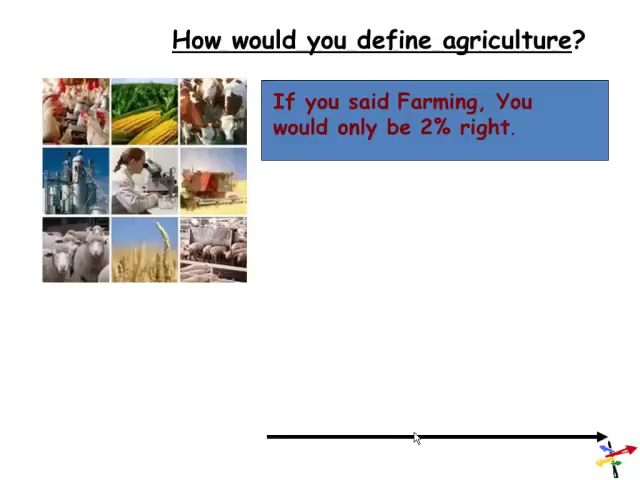 How would you define agriculture?
If you said Farming, You
would only be 2% right.